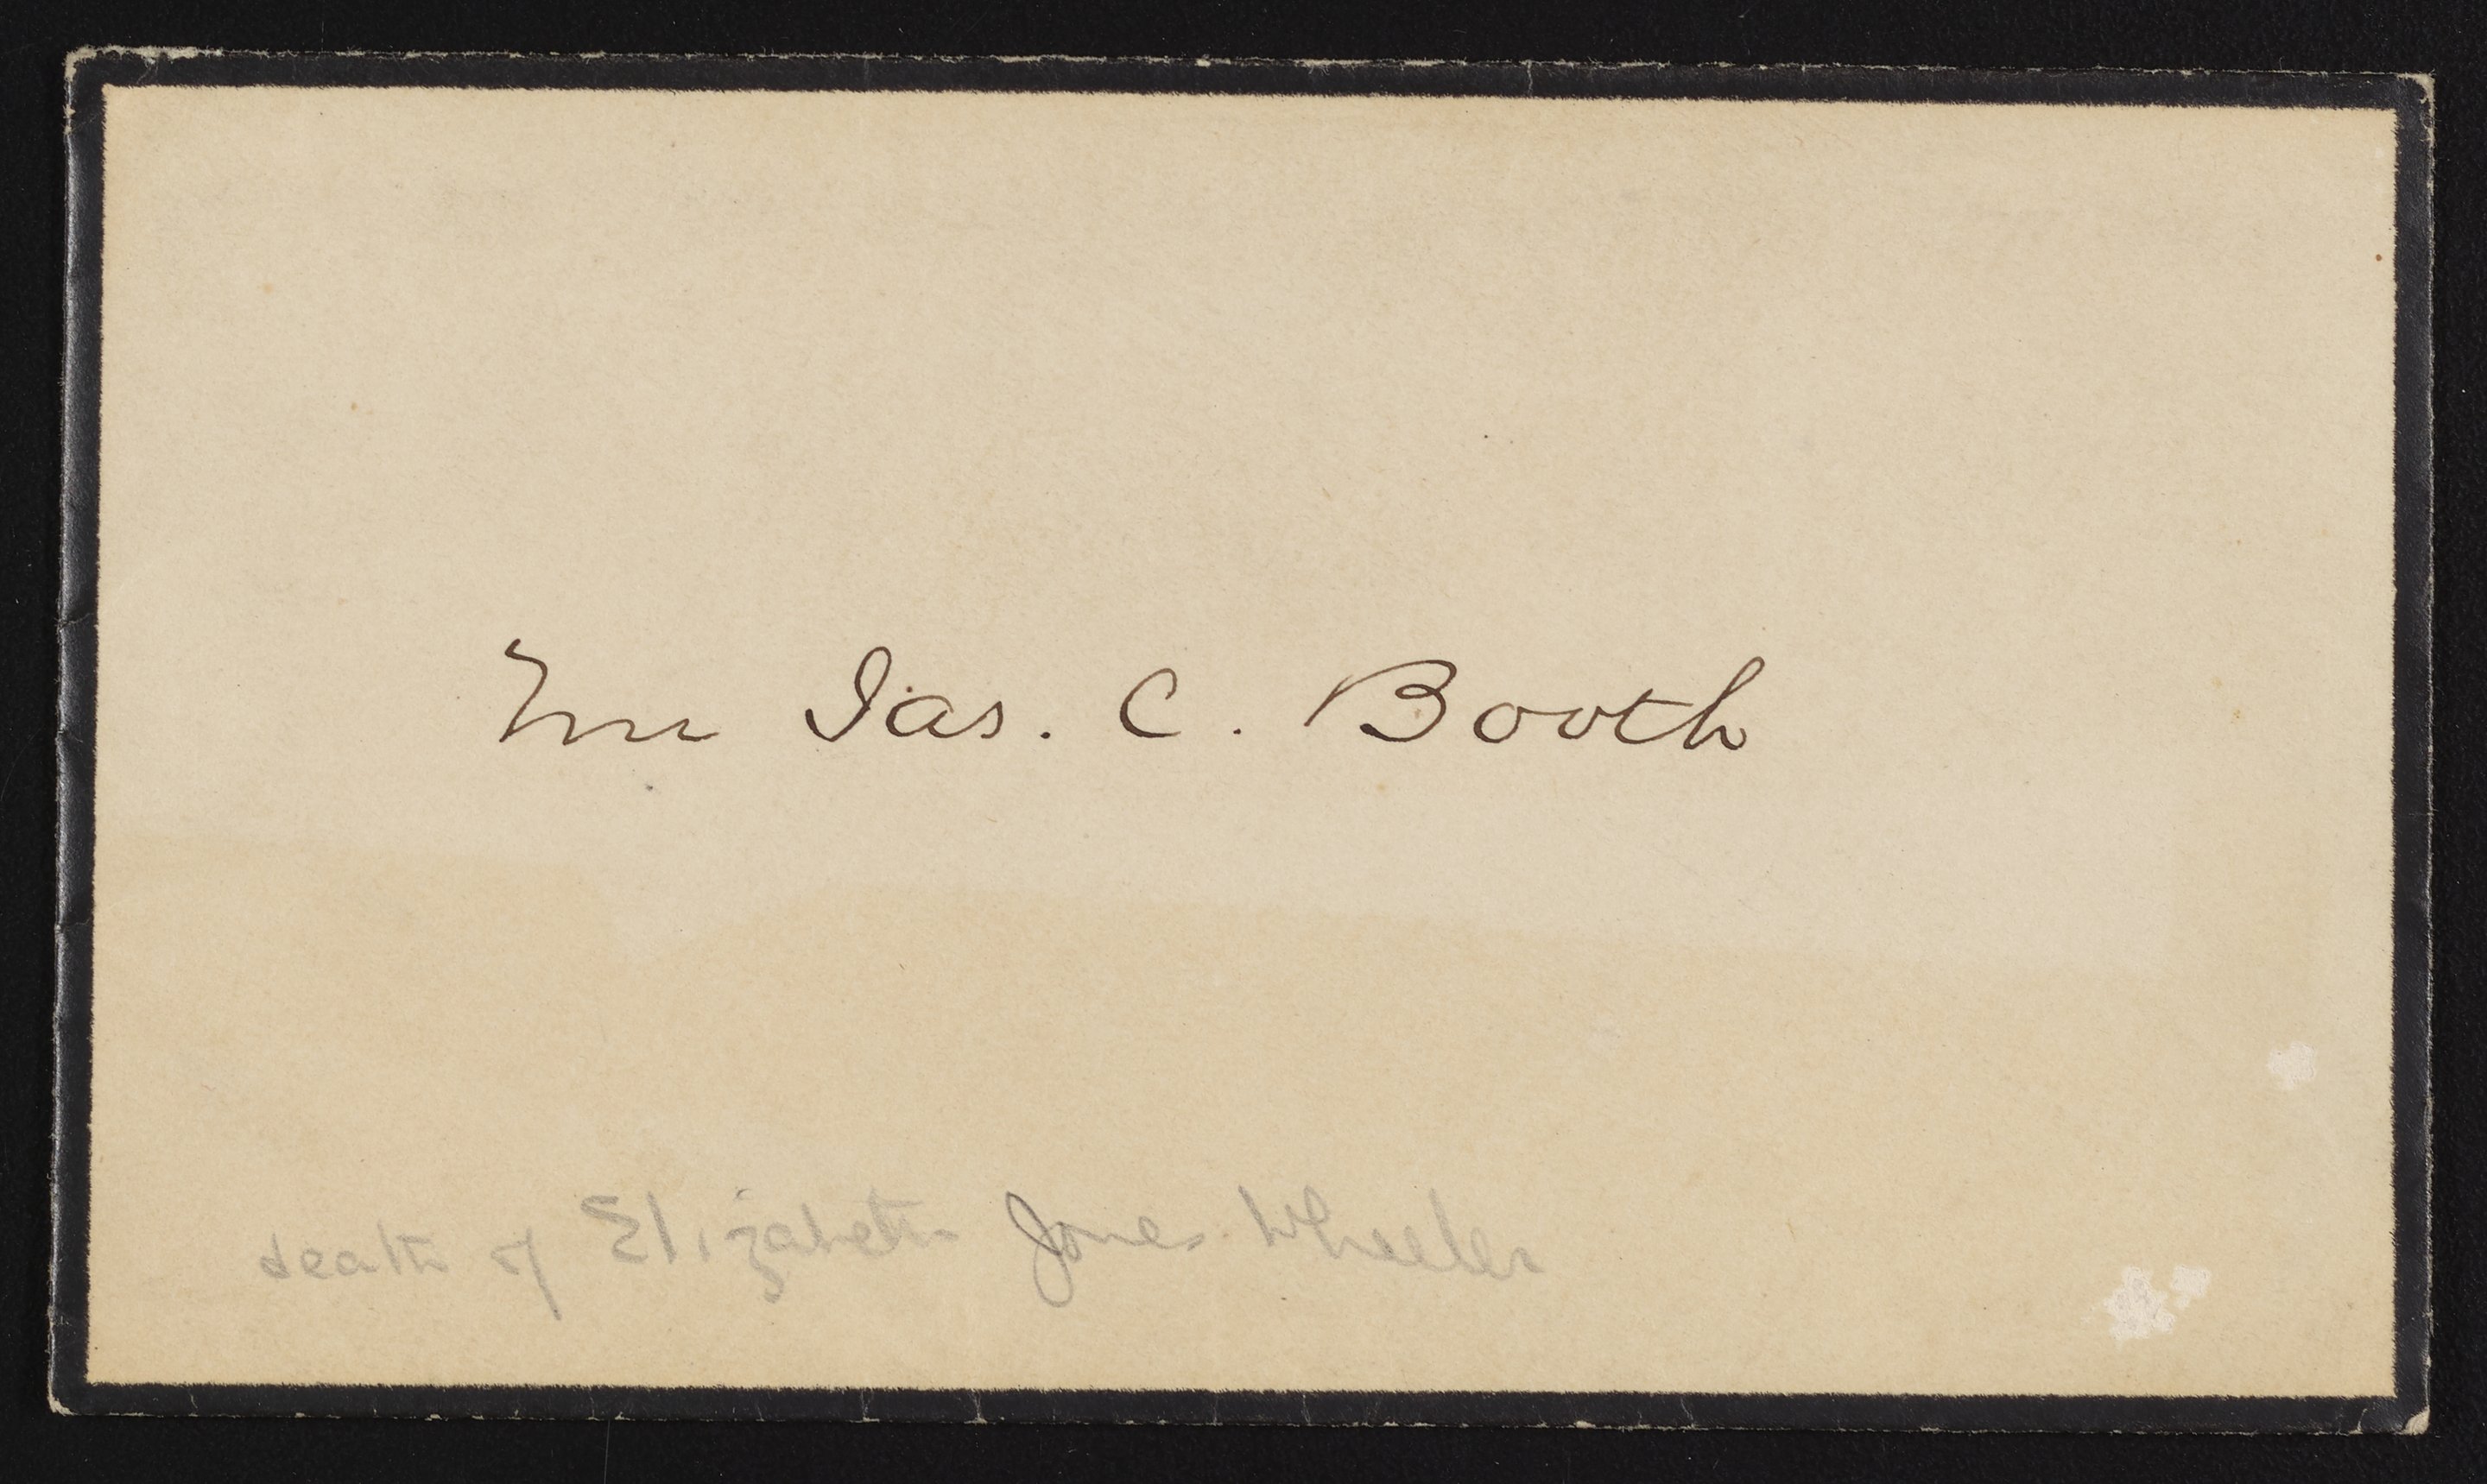 Mr Jas. C. Booth
death of Elizabeth Jones Wheeler